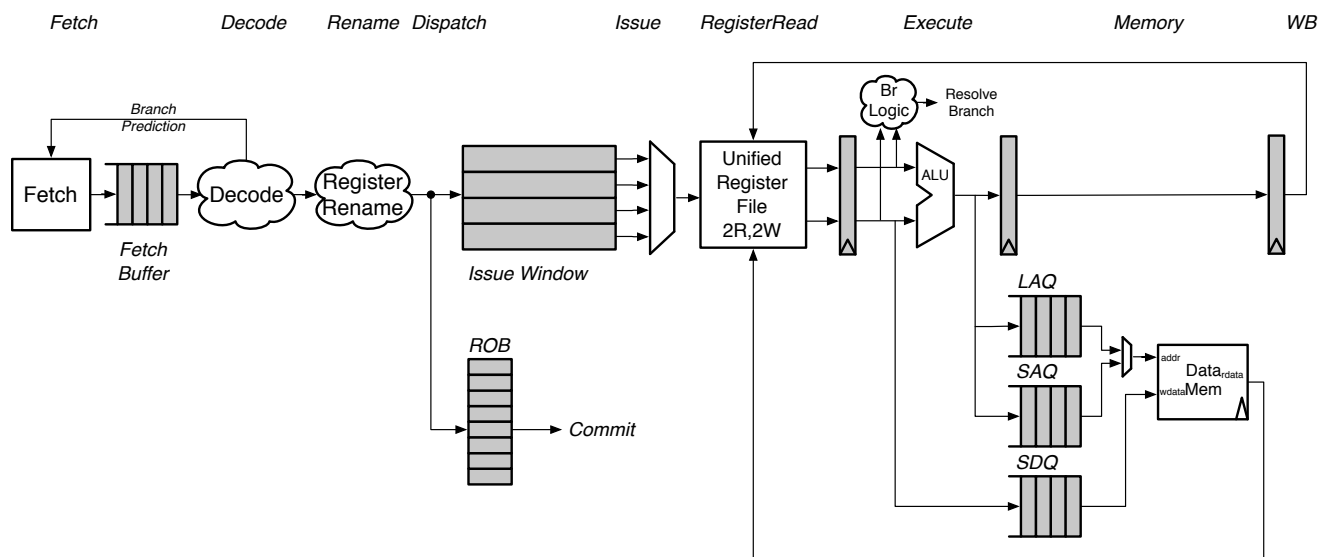 Fetch
Decode
Rename
Dispatch
Issue
RegisterRead
Execute
Memory
WB
Branch
Prediction
Fetch
Fetch
Buffer
Decode
Register
Rename
Issue Window
Unified
Register
File
2R,2W
Br
Logic
Resolve
Branch
ALU
ROB
Commit
LAQ
SAQ
SDQ
addr
Data
rdata
wdata
Mem